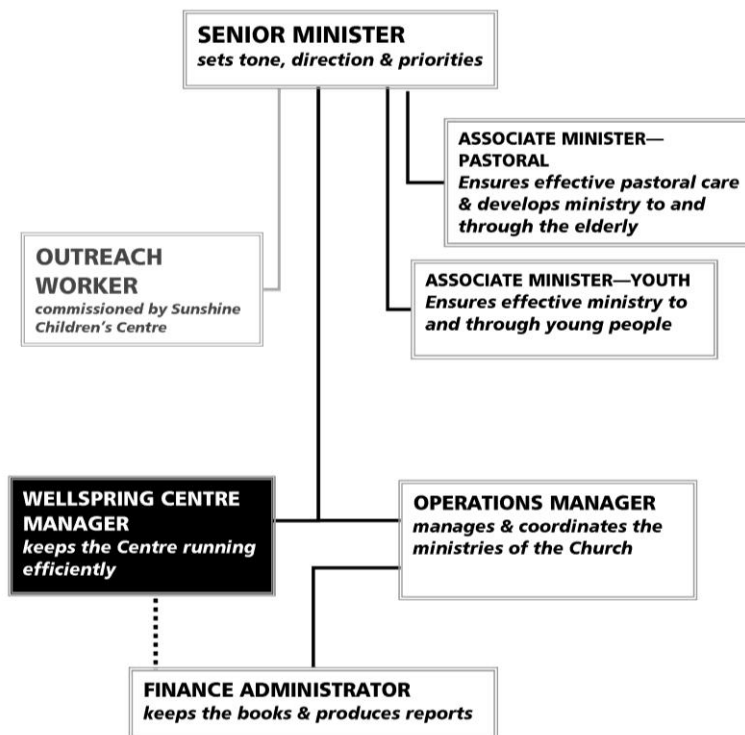 SENIOR MINISTER
sets tone, direction & priorities
ASSOCIATE MINISTER—
PASTORAL
Ensures effective pastoral care
& develops ministry to and
through the elderly
OUTREACH
WORKER
commissioned by Sunshine
Children's Centre
ASSOCIATE MINISTER—YOUTH
Ensures effective ministry to
and through young people
WELLSPRING CENTRE
MANAGER
keeps the Centre running
efficiently
OPERATIONS MANAGER
manages & coordinates the
ministries of the Church
FINANCE ADMINISTRATOR
keeps the books & produces reports